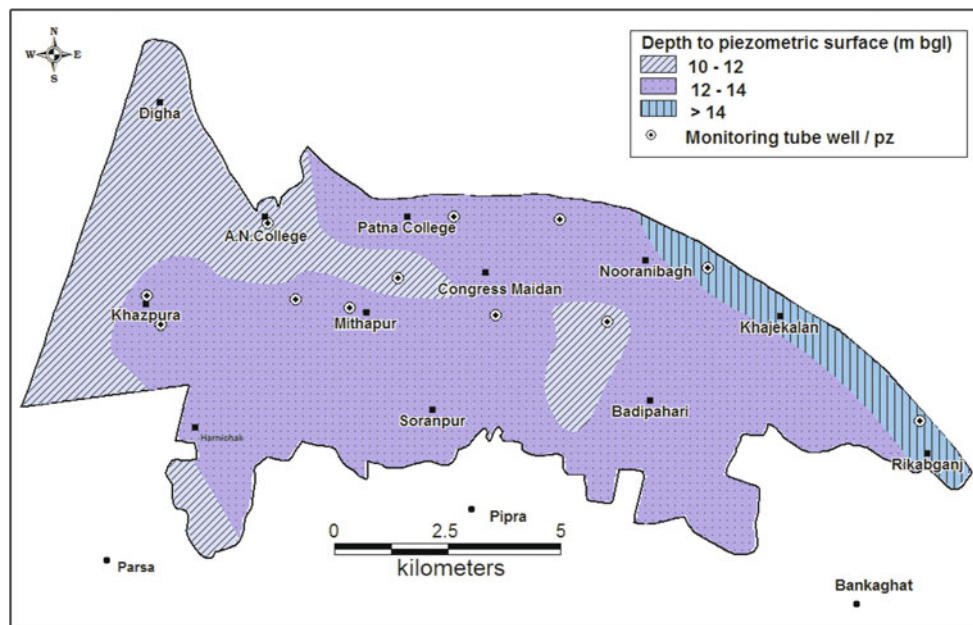 N
W E
S
Depth to piezometric surface (m bgl)
10 - 12
12 - 14
> 14
Monitoring tube well / pz
Digha
A.N.College
Patna College
Nooranibagh
Congress Maidan
Khazpura
Mithapur
Khajekalan
Soranpur
Badipahari
Harnichak
Rikabganj
Pipra
0 2.5 5
kilometers
Parsa
Bankaghat